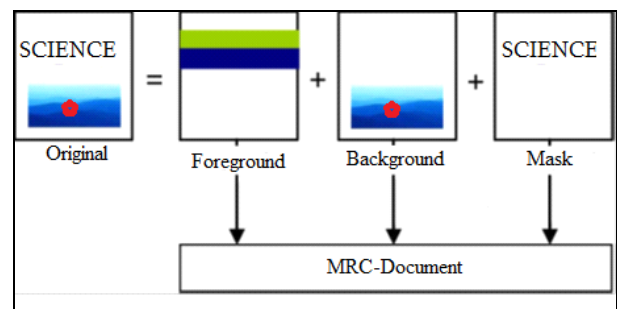 SCIENCE
SCIENCE
=
+
+
Original
Foreground
Background
Mask
MRC-Document